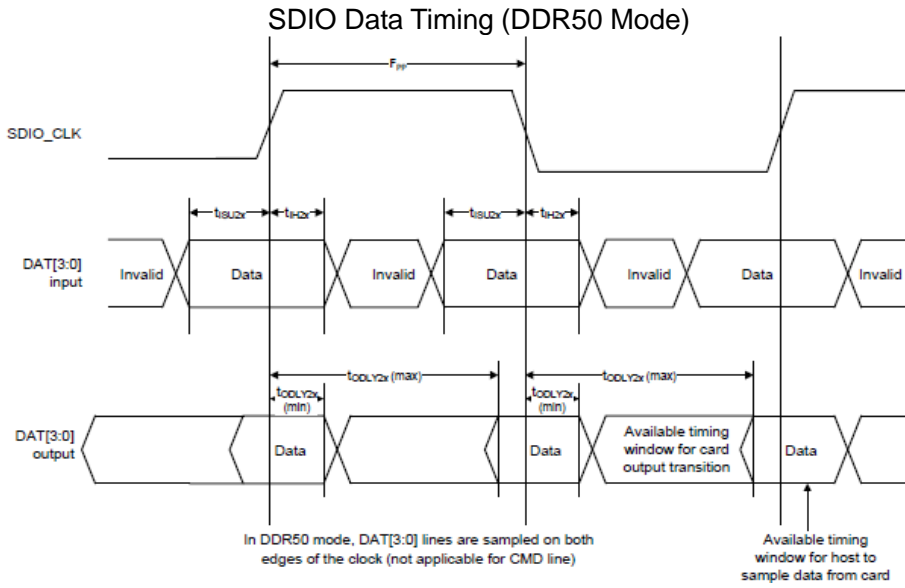 SDIO Data Timing (DDR50 Mode)
Fpp
SDIO_CLK
tISU2x
tIH2x
tISU2x
tIH2x
DAT[3:0]
input
Invalid
Data
Invalid
Data
Invalid
Data
Invalid
tODLY2x (max)
tODLY2x (max)
tODLY2x
(min)
tODLY2x
(min)
DAT[3:0]
output
Data
Data
Available timing
window for card
output transition
Data
In DDR50 mode, DAT[3:0] lines are sampled on both
edges of the clock (not applicable for CMD line)
Available timing
window for host to
sample data from card